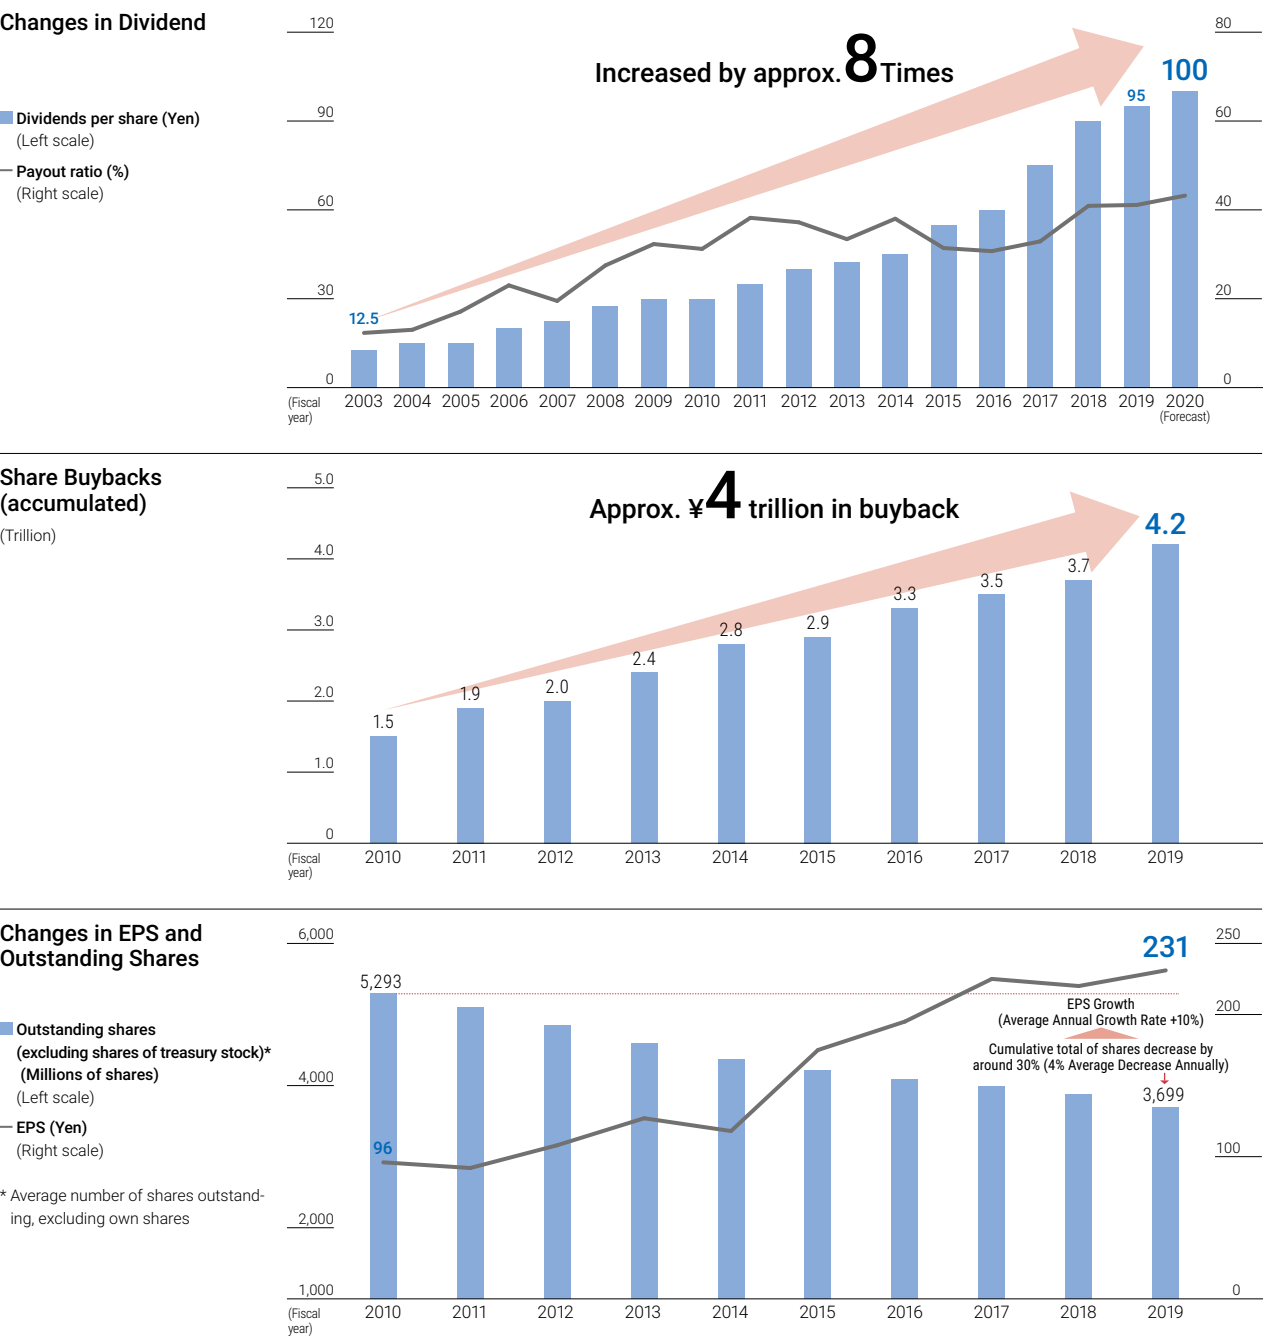 Changes in Dividend
Dividends per share (Yen)
(Left scale)
Payout ratio (%)
(Right scale)
120
90
60
30
0
80
60
40
20
0
Increased by approx. 8 Times
12.5
95
100
(Fiscal
year)
2003 2004 2005 2006 2007 2008 2009 2010 2011 2012 2013 2014 2015 2016 2017 2018 2019 2020
(Forecast)
Share Buybacks
(accumulated)
(Trillion)
5.0
4.0
3.0
2.0
1.0
0
Approx. ¥4 trillion in buyback
1.5
1.9
2.0
2.4
2.8
2.9
3.3
3.5
3.7
4.2
(Fiscal
year)
2010 2011 2012 2013 2014 2015 2016 2017 2018 2019
Changes in EPS and
Outstanding Shares
Outstanding shares
(excluding shares of treasury stock)*
(Millions of shares)
(Left scale)
EPS (Yen)
(Right scale)
* Average number of shares outstand-
ing, excluding own shares
6,000
4,000
2,000
1,000
250
200
100
0
5,293
96
231
EPS Growth
(Average Annual Growth Rate +10%)
Cumulative total of shares decrease by
around 30% (4% Average Decrease Annually)
↓
3,699
(Fiscal
year)
2010 2011 2012 2013 2014 2015 2016 2017 2018 2019